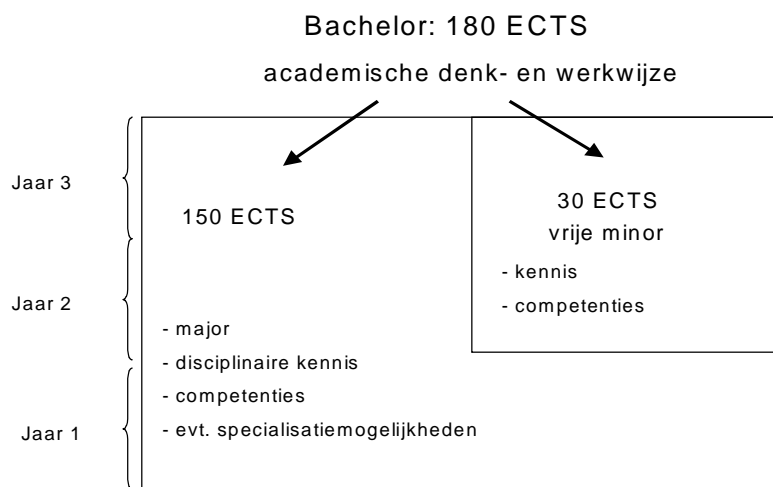 Bachelor: 180 ECTS
academische denk- en werkwijze
Jaar 3
150 ECTS
30 ECTS
vrije minor
- kennis
- competenties
Jaar 2
- major
- disciplinaire kennis
- competenties
- evt. specialisatiemogelijkheden
Jaar 1